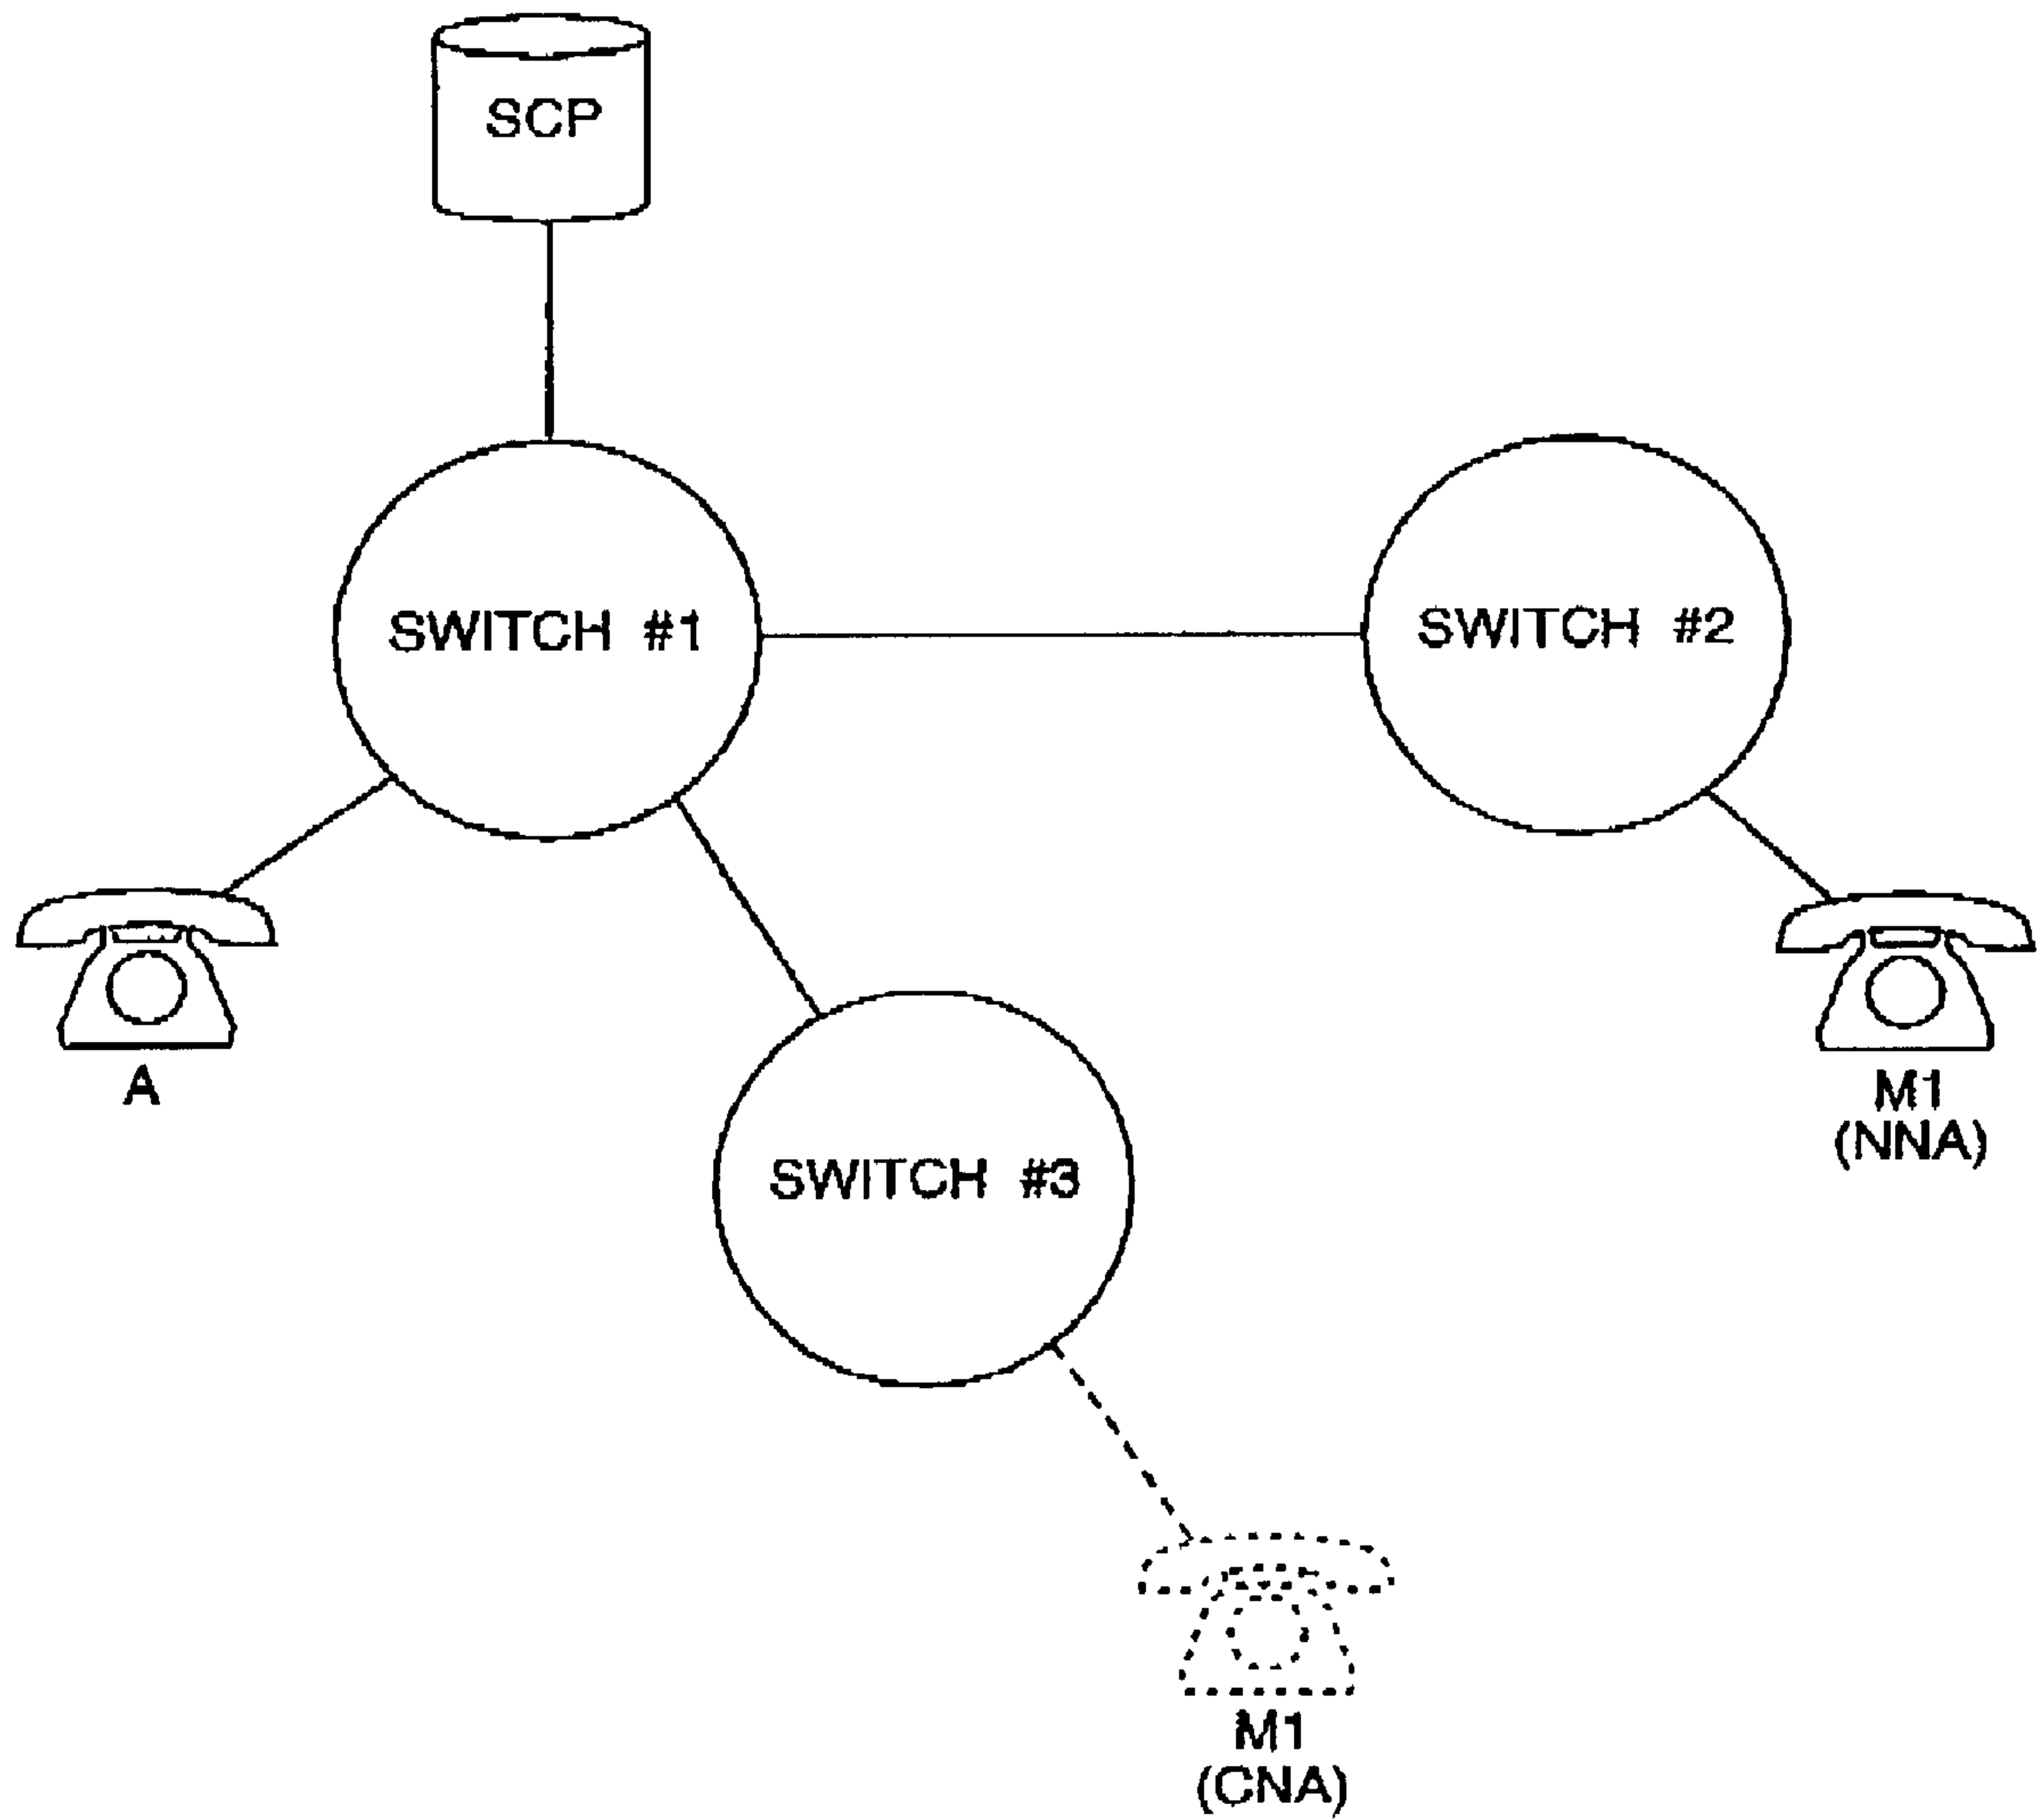 SCP
SWITCH #1
SWITCH #2
A
M1
(NNA)
SWITCH #3
M1
(CNA)